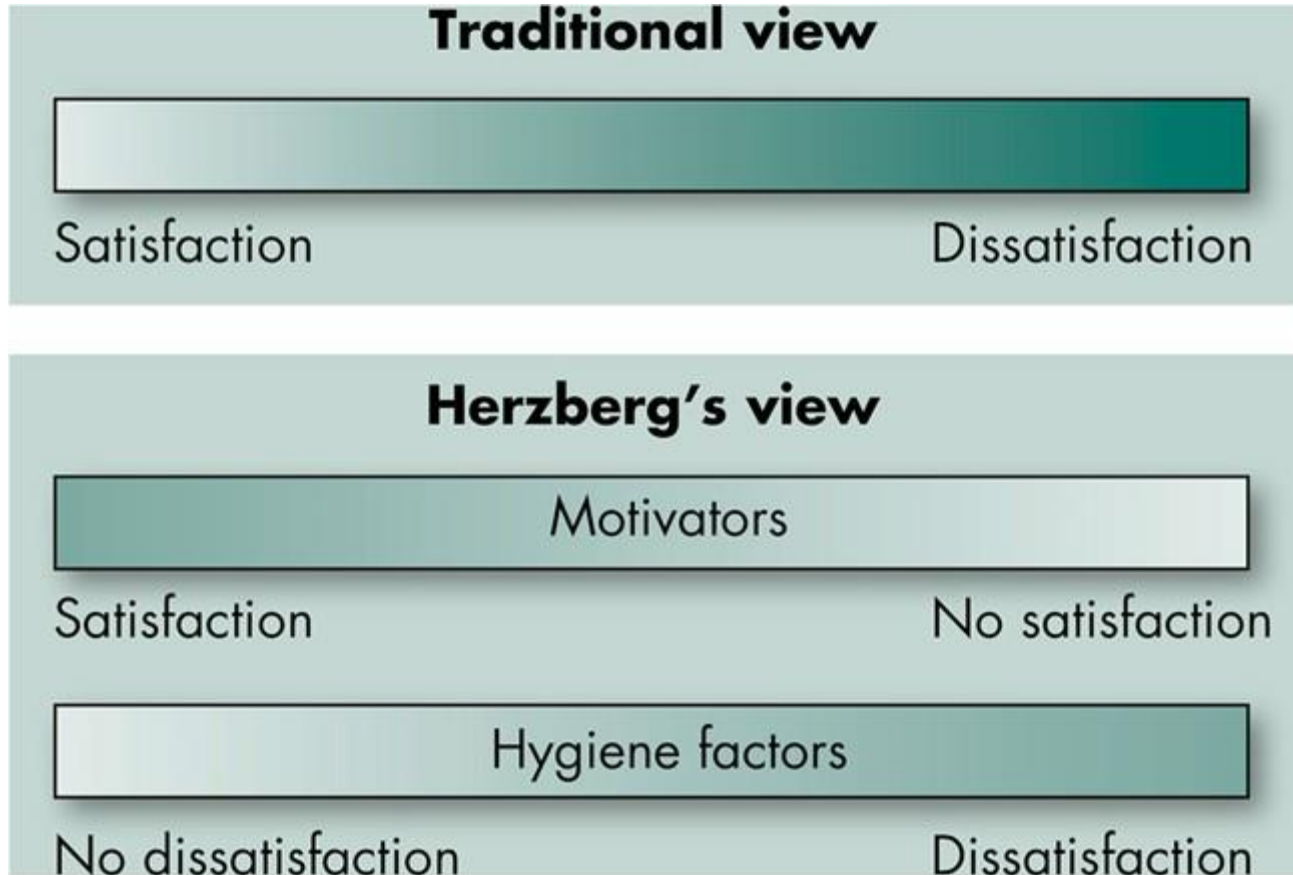 Traditional view
Satisfaction Dissatisfaction
Herzberg’s view
Motivators
Satisfaction No satisfaction
Hygiene factors
No dissatisfaction Dissatisfaction